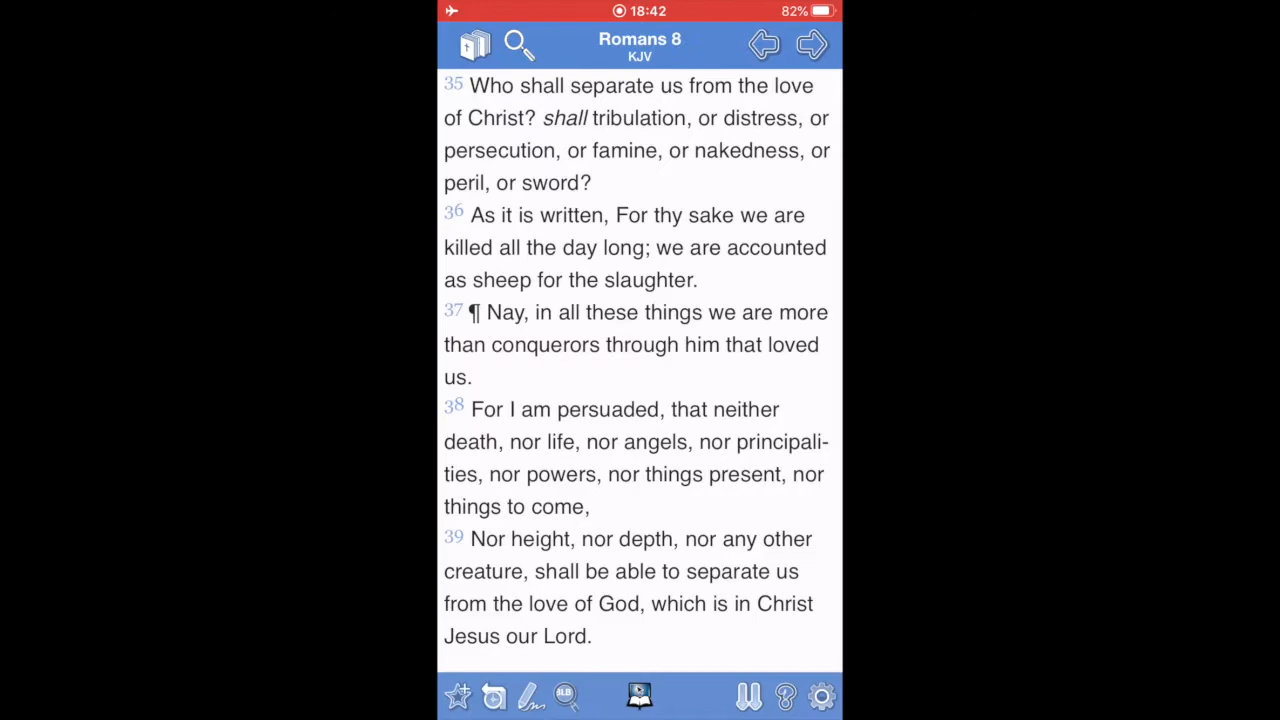 18:42
82%
Romans 8
KJV
35 Who shall separate us from the love
of Christ? shall tribulation, or distress, or
persecution, or famine, or nakedness, or
peril, or sword?
36 As it is written, For thy sake we are
killed all the day long; we are accounted
as sheep for the slaughter.
37 ¶ Nay, in all these things we are more
than conquerors through him that loved
us.
38 For I am persuaded, that neither
death, nor life, nor angels, nor principali-
ties, nor powers, nor things present, nor
things to come,
39 Nor height, nor depth, nor any other
creature, shall be able to separate us
from the love of God, which is in Christ
Jesus our Lord.
BLB